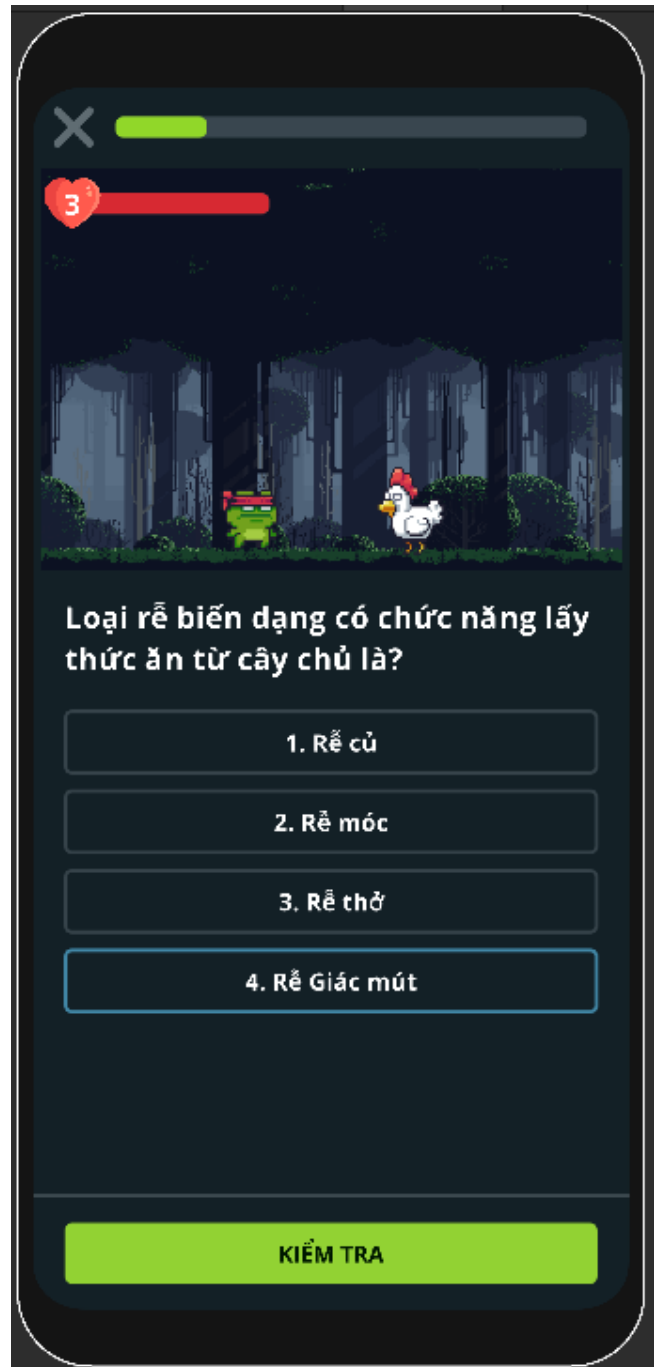 3
Loại rễ biến dạng có chức năng lấy
thức ăn từ cây chủ là?
1. Rễ củ
2. Rễ móc
3. Rễ thở
4. Rễ Giác mút
KIỂM TRA